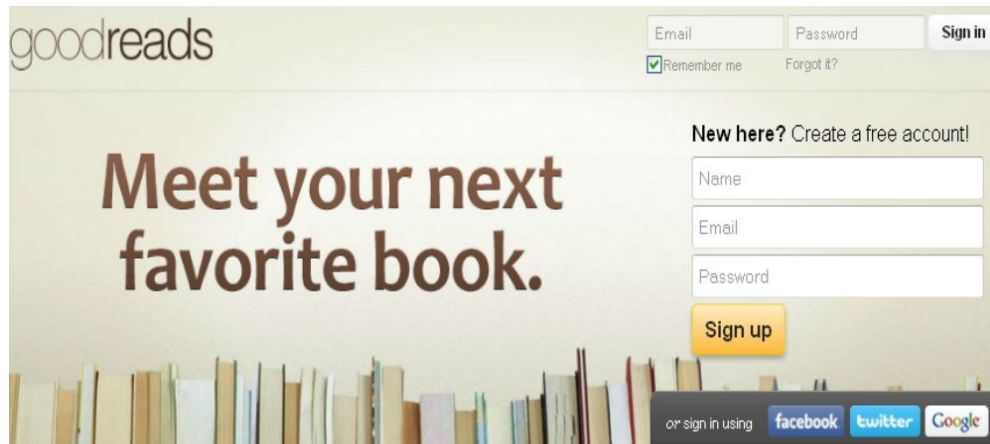 goodreads
Email
Password
Sign in
Remember me
Forgot it?
Meet your next
favorite book.
New here? Create a free account!
Name
Email
Password
Sign up
or sign in using
facebook
twitter
Google